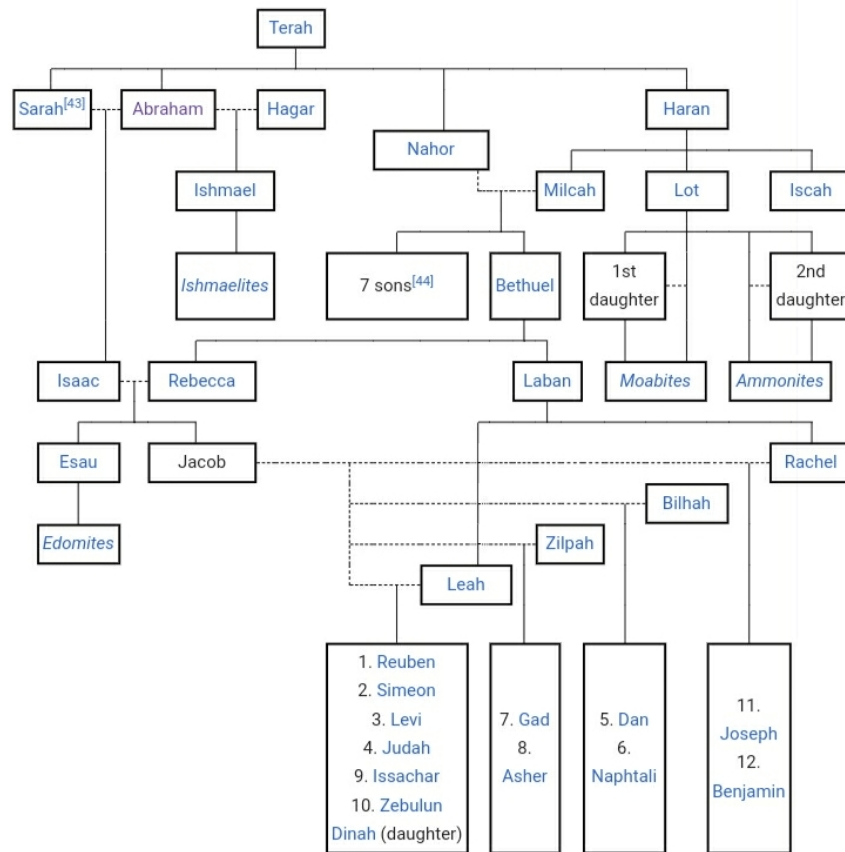 Terah
Sarah[43]
Abraham
Hagar
Haran
Nahor
Ishmael
Milcah
Lot
Iscah
Ishmaelites
7 sons[44]
Bethuel
1st
daughter
2nd
daughter
Isaac
Rebecca
Laban
Moabites
Ammonites
Esau
Jacob
Rachel
Bilhah
Edomites
Zilpah
Leah
1. Reuben
2. Simeon
3. Levi
4. Judah
9. Issachar
10. Zebulun
Dinah (daughter)
7. Gad
8.
Asher
5. Dan
6.
Naphtali
11.
Joseph
12.
Benjamin